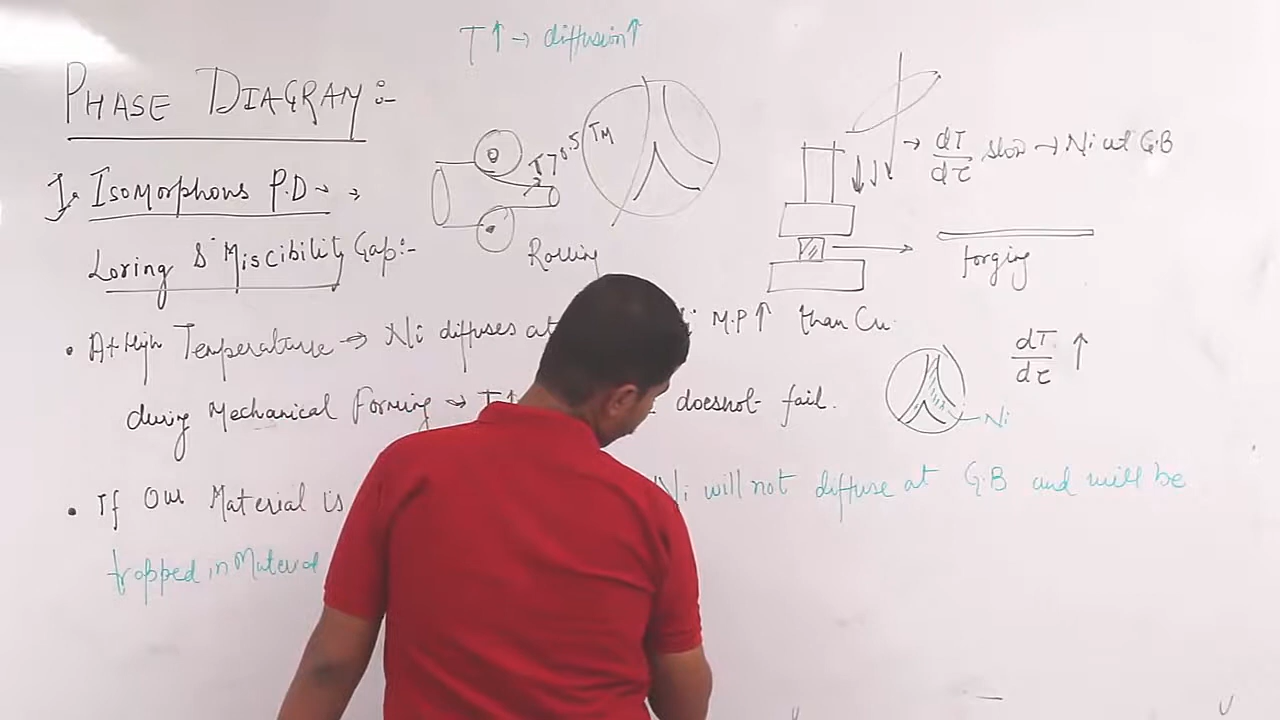 T↑ → diffusion↑
PHASE DIAGRAM:-
I. Isomorphous P.D → →
Loring & Miscibility Gap:-
T > 0.5 TM
Rolling
→ dT/dτ slow → Ni at G.B
forging
• At High Temperature → Ni diffuses at M.P↑ than Cu.
during Mechanical Forming → T↑ doesnot fail.
dT/dτ ↑
Ni
• If Our Material is Ni will not diffuse at G.B and will be
trapped in Material